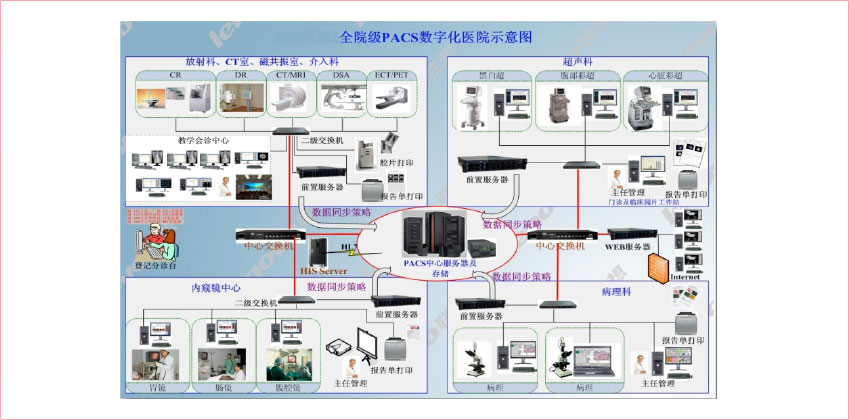 全院级PACS数字化医院示意图
放射科、CT室、磁共振室、介入科
CR
DR
CT/MRI
DSA
ECT/PET
教学会诊中心
二级交换机
胶片打印
前置服务器
报告单打印
数据同步策略
超声科
黑白超
腹部彩超
心脏彩超
前置服务器
主任管理
报告单打印
门诊及临床阅片工作站
数据同步策略
登记分诊台
中心交换机
HIS Server
HL7
PACS中心服务器及
存储
中心交换机
WEB服务器
Internet
内窥镜中心
数据同步策略
二级交换机
前置服务器
胃镜
肠镜
腹腔镜
主任管理
报告单打印
数据同步策略
病理科
前置服务器
报告单打印
病理
病理
主任管理